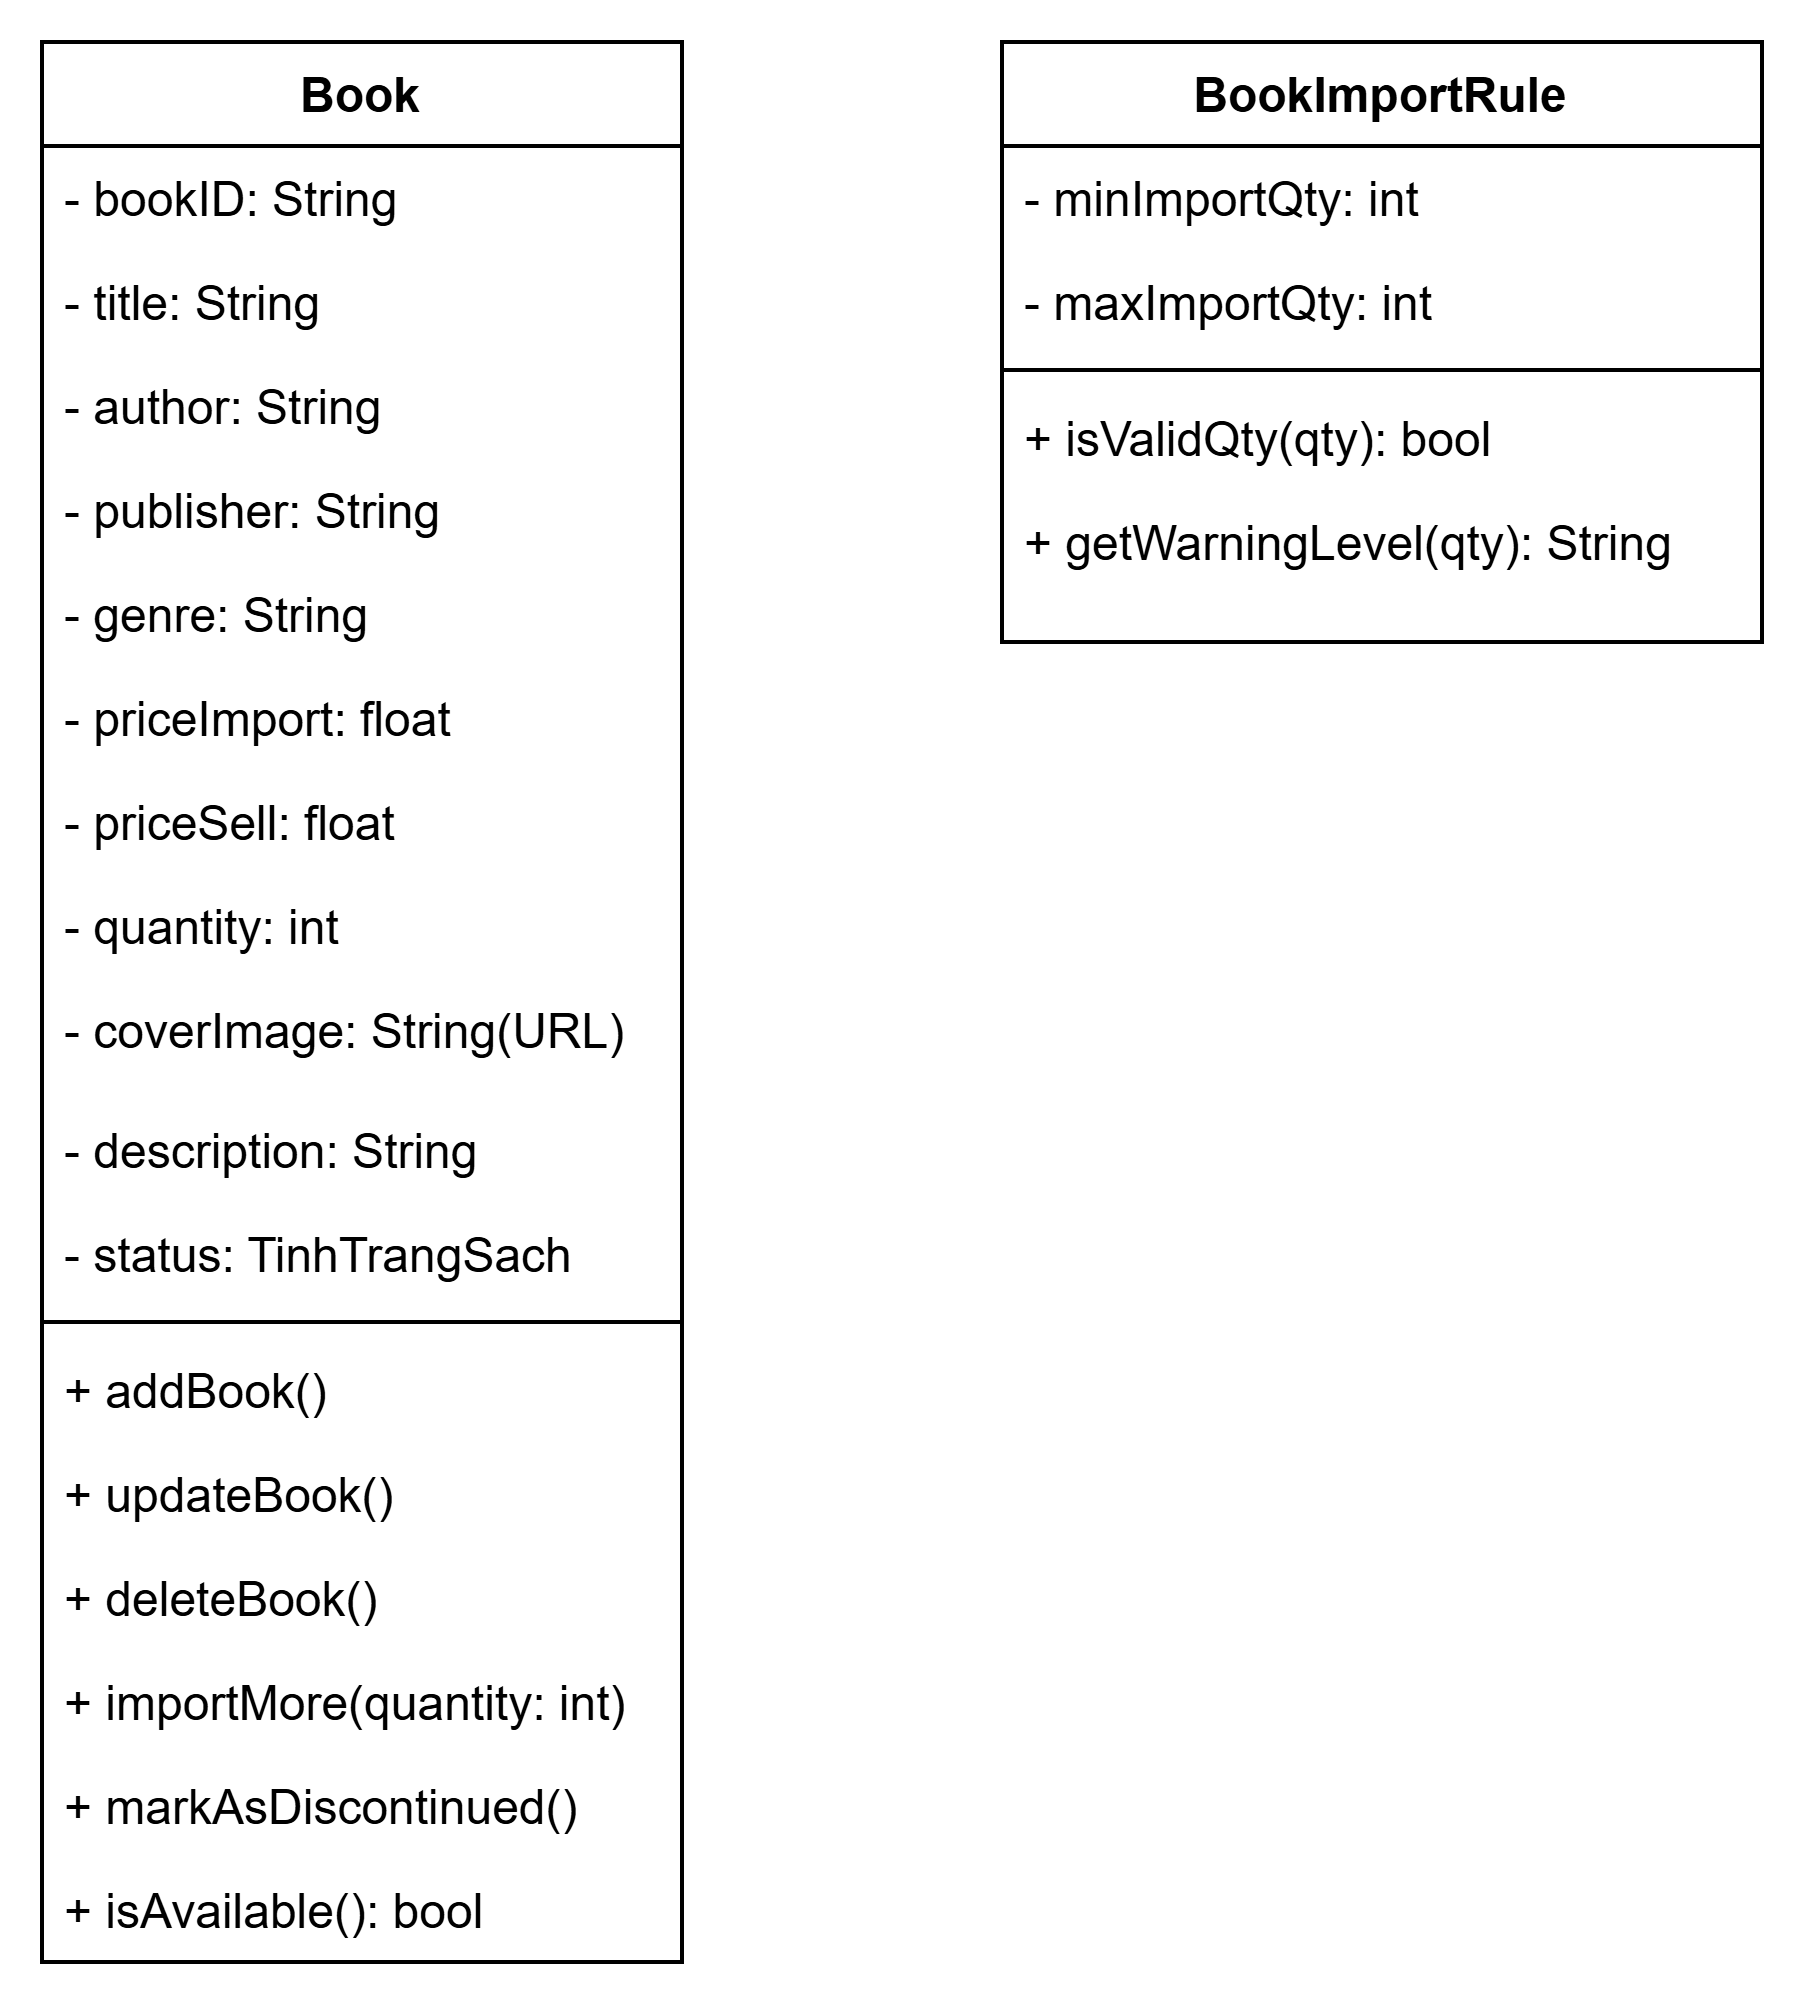 Book
- bookID: String
- title: String
- author: String
- publisher: String
- genre: String
- priceImport: float
- priceSell: float
- quantity: int
- coverImage: String(URL)
- description: String
- status: TinhTrangSach
+ addBook()
+ updateBook()
+ deleteBook()
+ importMore(quantity: int)
+ markAsDiscontinued()
+ isAvailable(): bool
BookImportRule
- minImportQty: int
- maxImportQty: int
+ isValidQty(qty): bool
+ getWarningLevel(qty): String